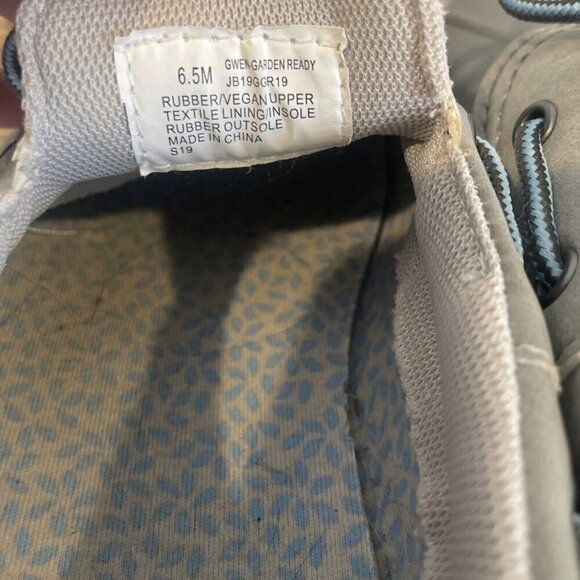 6.5M GWEN-GARDEN READY
JB19GGR19
RUBBER/VEGAN UPPER
TEXTILE LINING/INSOLE
RUBBER OUTSOLE
MADE IN CHINA
S19